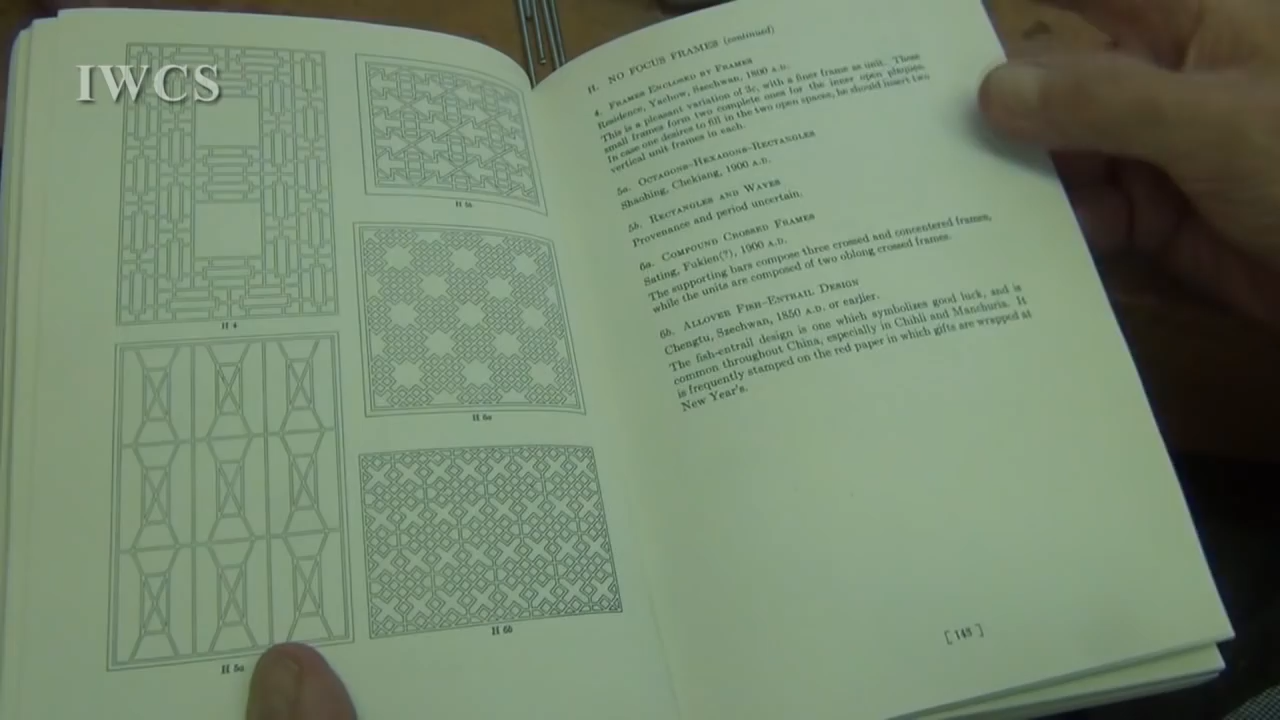 IWCS
H 4
H 5b
H 6a
H 5a
H 6b
H. NO FOCUS FRAMES (continued)
4. FRAMES ENCLOSED BY FRAMES
Residence, Yachow, Szechwan, 1800 A.D.
This is a pleasant variation of 3c, with a finer frame as unit. These
small frames form two complete ones for the inner open plaques.
In case one desires to fill in the two open spaces, he should insert two
vertical unit frames in each.
5a. OCTAGONS-HEXAGONS-RECTANGLES
Shaohing, Chekiang, 1900 A.D.
5b. RECTANGLES AND WAVES
Provenance and period uncertain.
6a. COMPOUND CROSSED FRAMES
Sating, Fukien(?), 1900 A.D.
The supporting bars compose three crossed and concentered frames,
while the units are composed of two oblong crossed frames.
6b. ALLOVER FISH-ENTRAIL DESIGN
Chengtu, Szechwan, 1850 A.D. or earlier.
The fish-entrail design is one which symbolizes good luck, and is
common throughout China, especially in Chihli and Manchuria. It
is frequently stamped on the red paper in which gifts are wrapped at
New Year's.